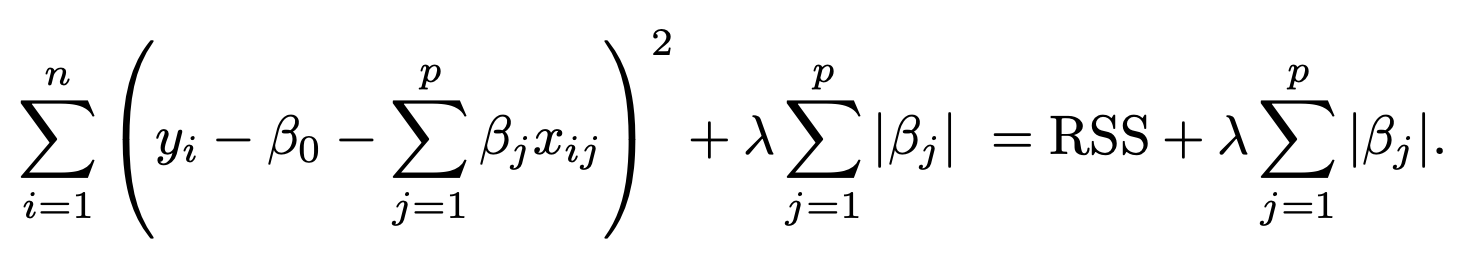 $$\sum_{i=1}^{n} \left( y_i - \beta_0 - \sum_{j=1}^{p} \beta_j x_{ij} \right)^2 + \lambda \sum_{j=1}^{p} |\beta_j| \; = \text{RSS} + \lambda \sum_{j=1}^{p} |\beta_j|.$$